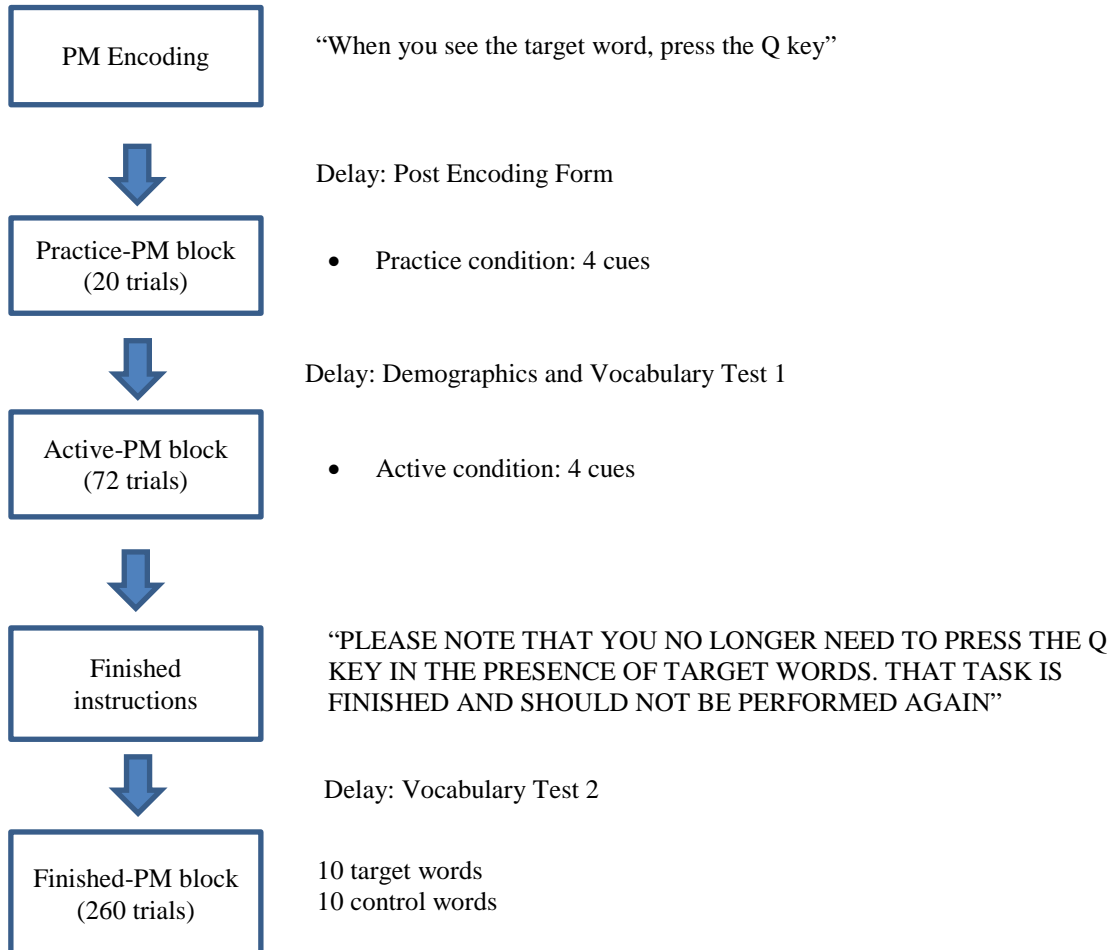 PM Encoding
“When you see the target word, press the Q key”
Delay: Post Encoding Form
Practice-PM block
(20 trials)
• Practice condition: 4 cues
Delay: Demographics and Vocabulary Test 1
Active-PM block
(72 trials)
• Active condition: 4 cues
Finished
instructions
“PLEASE NOTE THAT YOU NO LONGER NEED TO PRESS THE Q
KEY IN THE PRESENCE OF TARGET WORDS. THAT TASK IS
FINISHED AND SHOULD NOT BE PERFORMED AGAIN”
Delay: Vocabulary Test 2
Finished-PM block
(260 trials)
10 target words
10 control words